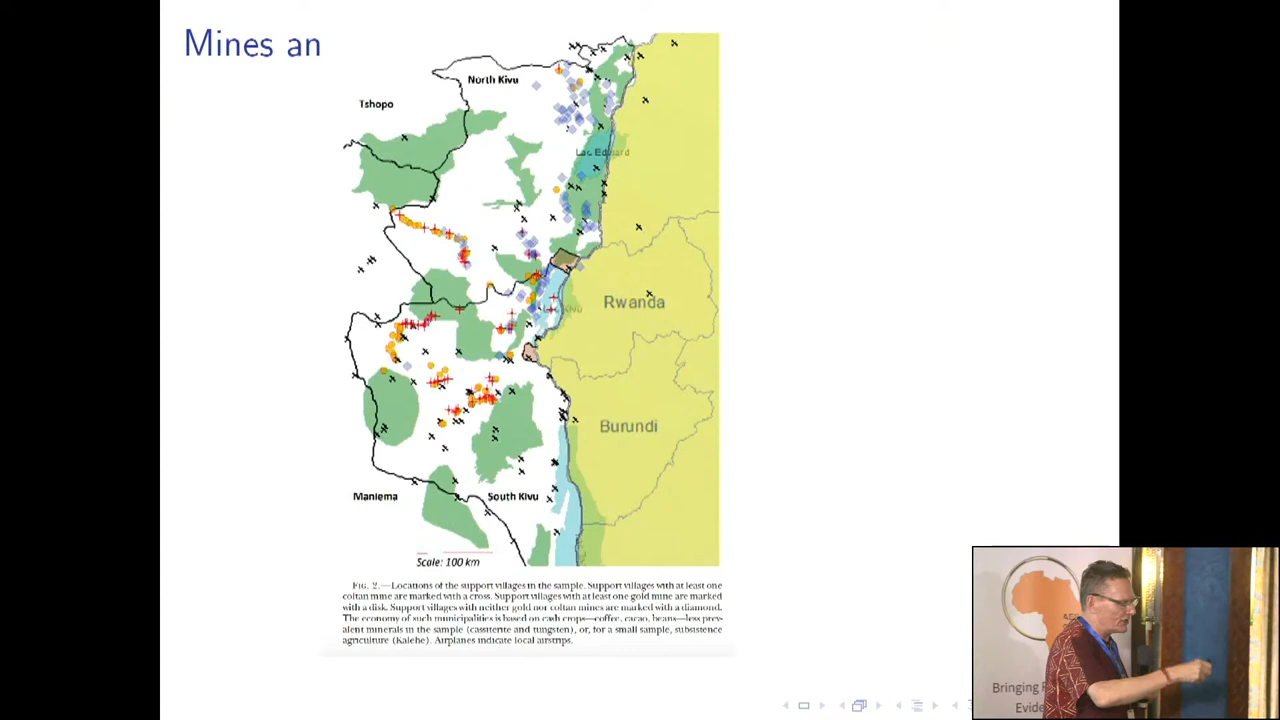 Mines an
North Kivu
Tshopo
Lac Edward
Rwanda
Burundi
Maniema
South Kivu
Scale: 100 km
FIG. 2.—Locations of the support villages in the sample. Support villages with at least one
coltan mine are marked with a cross. Support villages with at least one gold mine are marked
with a disk. Support villages with neither gold nor coltan mines are marked with a diamond.
The economy of such municipalities is based on cash crops—coffee, cacao, beans—less prev-
alent minerals in the sample (cassiterite and tungsten), or, for a small sample, subsistence
agriculture (Kalehe). Airplanes indicate local airstrips.
Bringing
Evide